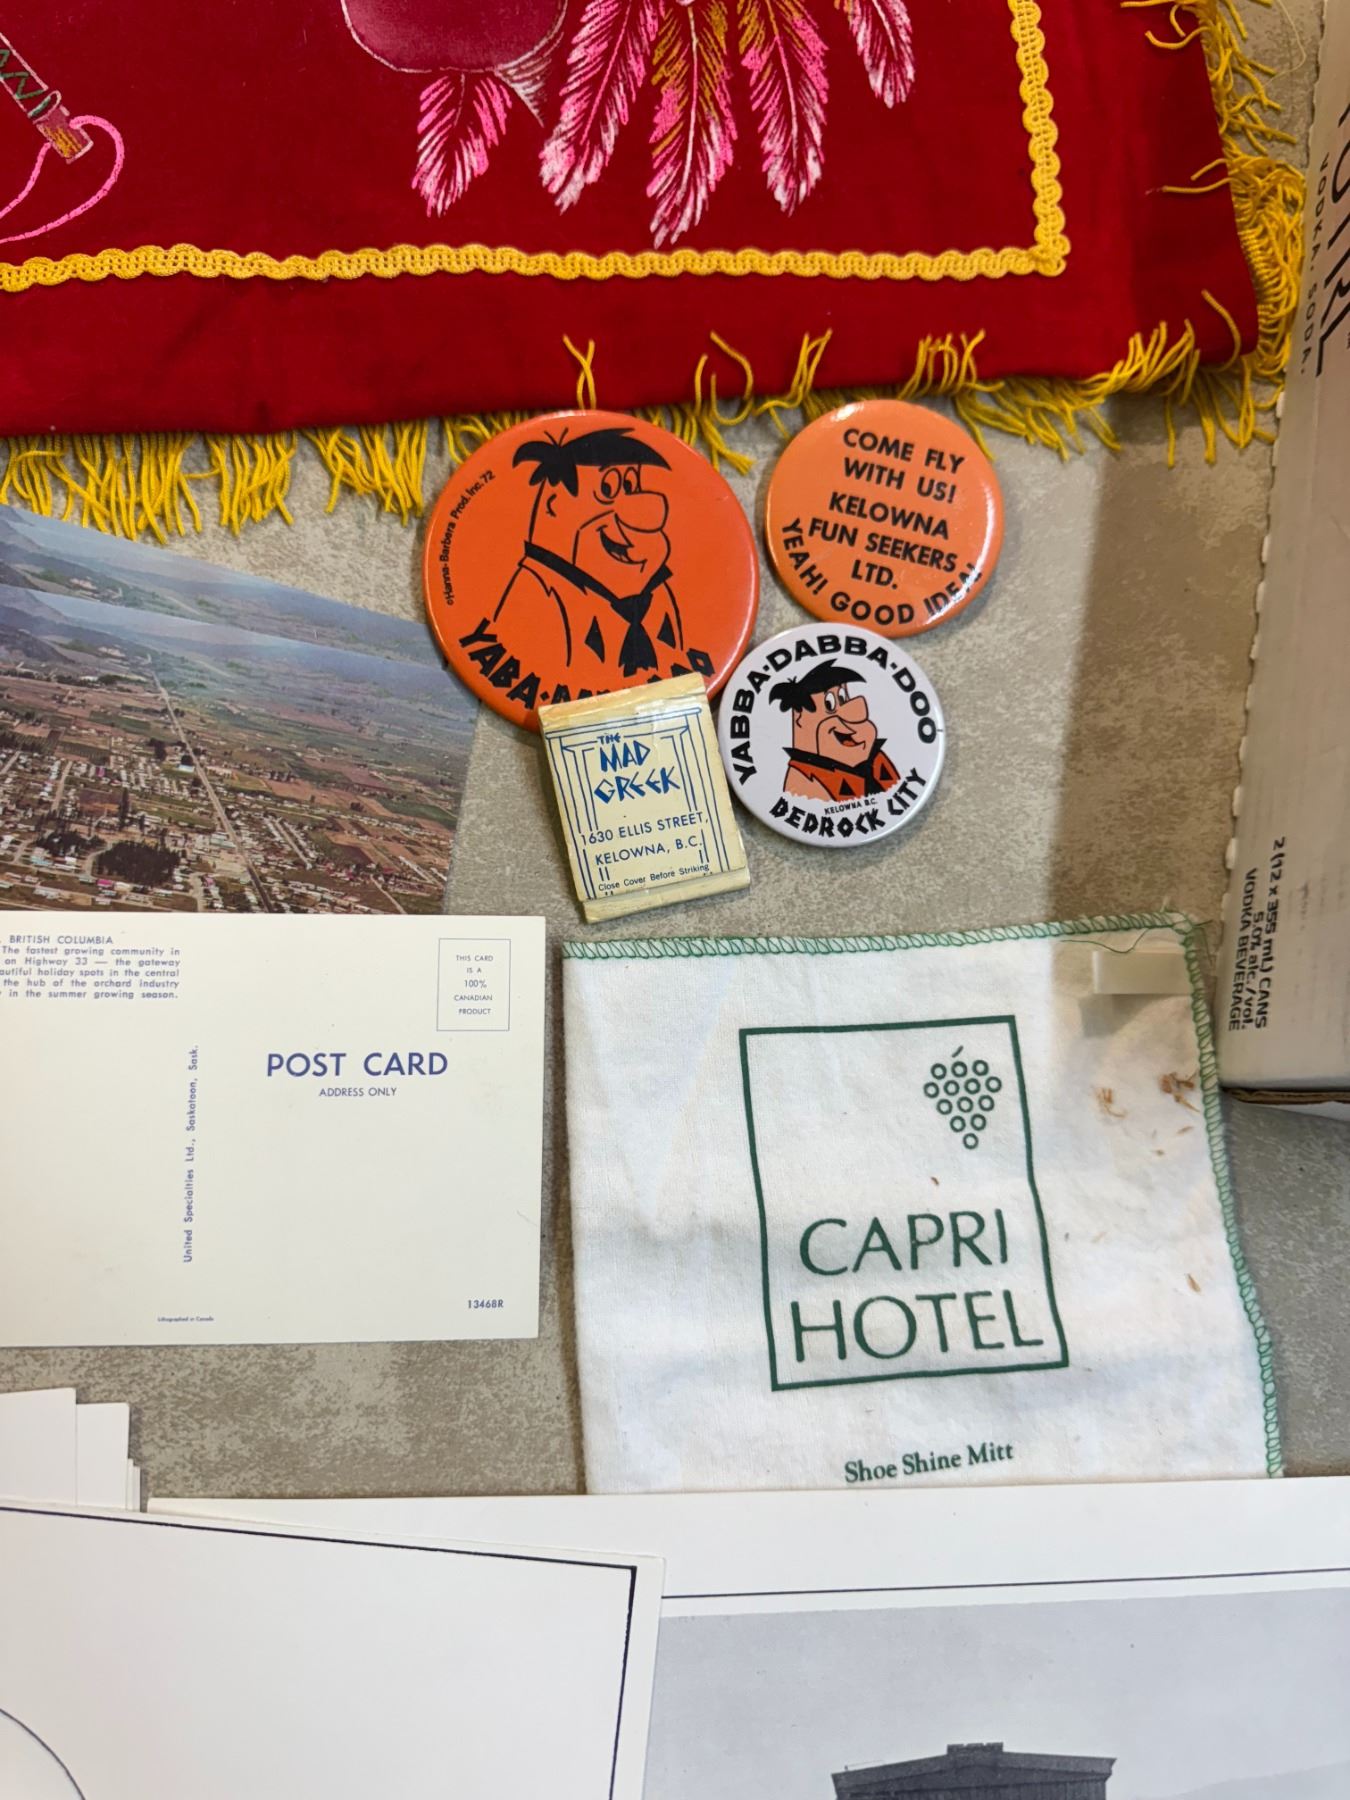 ©Hanna-Barbera Prod.Inc.72
YABA-
COME FLY
WITH US!
KELOWNA
FUN SEEKERS
LTD.
YEAH! GOOD IDEA!
YABBA-DABBA-DOO
KELOWNA B.C.
BEDROCK CITY
THE
MAD
GREEK
1630 ELLIS STREET,
KELOWNA, B.C.
Close Cover Before Striking
VODKA·SODA.
2(12 x 355 mL) CANS
5.0% alc./vol.
VODKA BEVERAGE
BRITISH COLUMBIA
The fastest growing community in
on Highway 33 — the gateway
autiful holiday spots in the central
the hub of the orchard industry
in the summer growing season.
THIS CARD
IS A
100%
CANADIAN
PRODUCT
POST CARD
ADDRESS ONLY
United Specialties Ltd., Saskatoon, Sask.
13468R
Lithographed in Canada
CAPRI
HOTEL
Shoe Shine Mitt